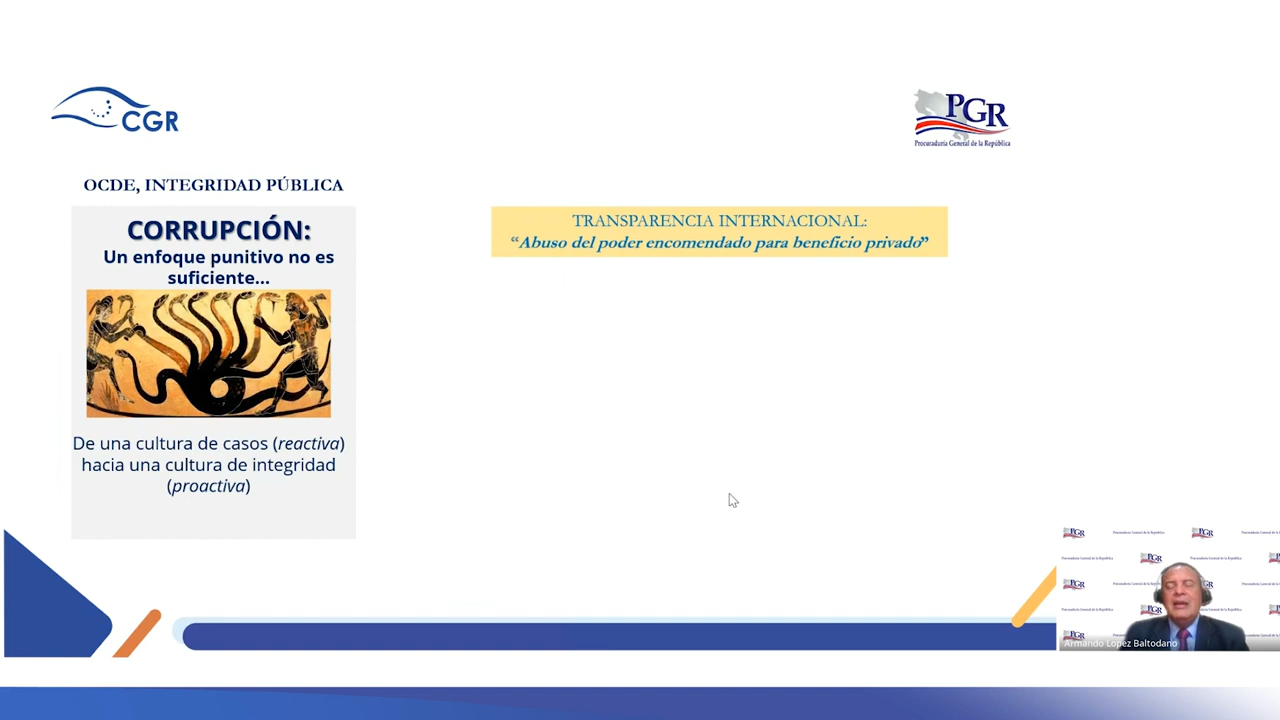 CGR
PGR
Procuraduría General de la República
OCDE, INTEGRIDAD PÚBLICA
CORRUPCIÓN:
Un enfoque punitivo no es
suficiente...
De una cultura de casos (reactiva)
hacia una cultura de integridad
(proactiva)
TRANSPARENCIA INTERNACIONAL:
“Abuso del poder encomendado para beneficio privado”
Armando López Baltodano